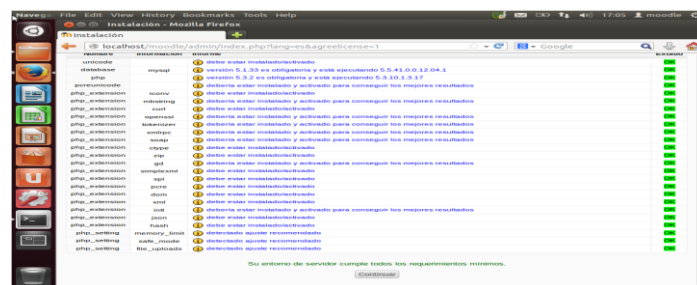 Navega File Edit View History Bookmarks Tools Help 17:05 moodle
Instalación - Mozilla Firefox
Instalación
localhost/moodle/admin/index.php?lang=es&agreelicense=1 Google
Nombre Información Informe Estado
unicode debe estar instalado/activado OK
database mysql versión 5.1.33 es obligatoria y está ejecutando 5.5.41.0.0.12.04.1 OK
php versión 5.3.2 es obligatoria y está ejecutando 5.3.10.1.3.17 OK
pcreunicode debería estar instalado y activado para conseguir los mejores resultados OK
php_extension iconv debe estar instalado/activado OK
php_extension mbstring debería estar instalado y activado para conseguir los mejores resultados OK
php_extension curl debe estar instalado/activado OK
php_extension openssl debería estar instalado y activado para conseguir los mejores resultados OK
php_extension tokenizer debería estar instalado y activado para conseguir los mejores resultados OK
php_extension xmlrpc debería estar instalado y activado para conseguir los mejores resultados OK
php_extension soap debería estar instalado y activado para conseguir los mejores resultados OK
php_extension ctype debe estar instalado/activado OK
php_extension zip debe estar instalado/activado OK
php_extension gd debería estar instalado y activado para conseguir los mejores resultados OK
php_extension simplexml debe estar instalado/activado OK
php_extension spl debe estar instalado/activado OK
php_extension pcre debe estar instalado/activado OK
php_extension dom debe estar instalado/activado OK
php_extension xml debe estar instalado/activado OK
php_extension intl debería estar instalado y activado para conseguir los mejores resultados OK
php_extension json debe estar instalado/activado OK
php_extension hash debe estar instalado/activado OK
php_setting memory_limit detectado ajuste recomendado OK
php_setting safe_mode detectado ajuste recomendado OK
php_setting file_uploads detectado ajuste recomendado OK
Su entorno de servidor cumple todos los requerimientos mínimos.
Continuar